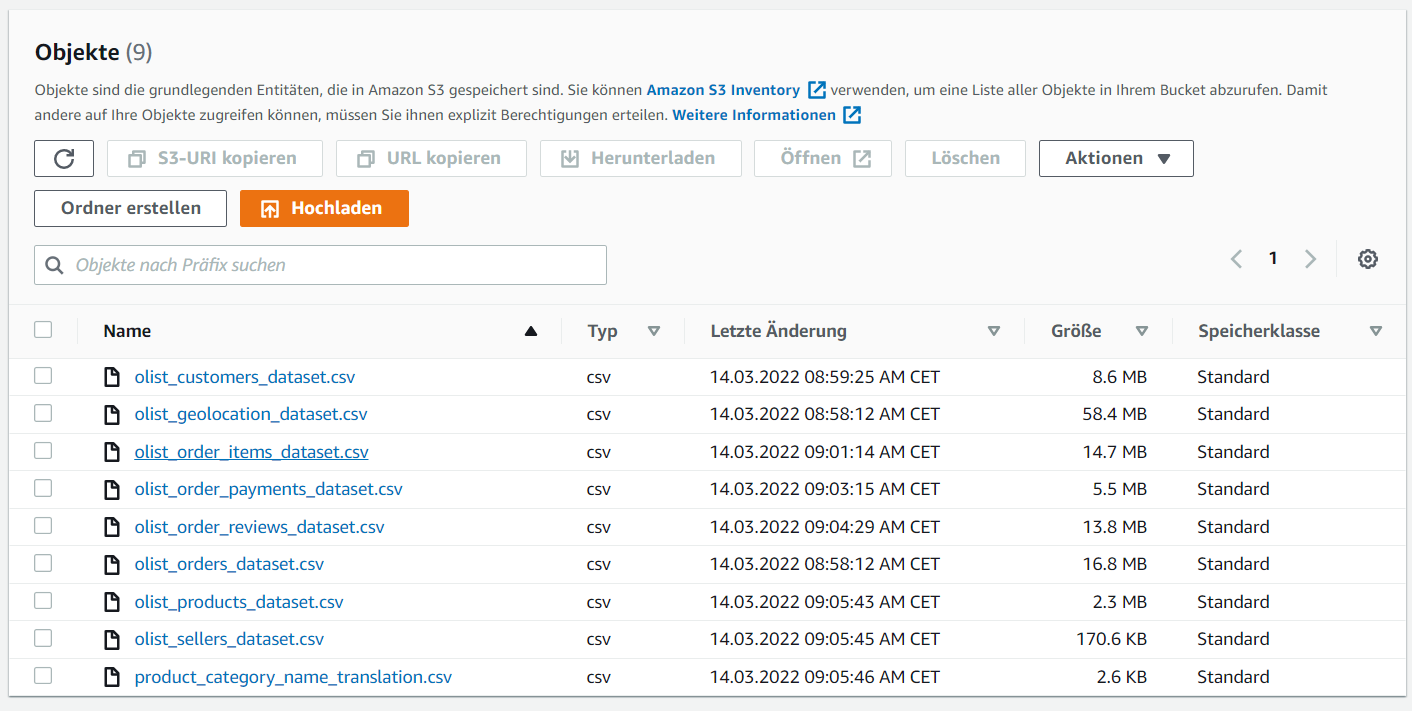 Objekte (9)
Objekte sind die grundlegenden Entitäten, die in Amazon S3 gespeichert sind. Sie können Amazon S3 Inventory verwenden, um eine Liste aller Objekte in Ihrem Bucket abzurufen. Damit
andere auf Ihre Objekte zugreifen können, müssen Sie ihnen explizit Berechtigungen erteilen. Weitere Informationen
S3-URI kopieren URL kopieren Herunterladen Öffnen Löschen Aktionen
Ordner erstellen Hochladen
Objekte nach Präfix suchen 1
Name Typ Letzte Änderung Größe Speicherklasse
olist_customers_dataset.csv csv 14.03.2022 08:59:25 AM CET 8.6 MB Standard
olist_geolocation_dataset.csv csv 14.03.2022 08:58:12 AM CET 58.4 MB Standard
olist_order_items_dataset.csv csv 14.03.2022 09:01:14 AM CET 14.7 MB Standard
olist_order_payments_dataset.csv csv 14.03.2022 09:03:15 AM CET 5.5 MB Standard
olist_order_reviews_dataset.csv csv 14.03.2022 09:04:29 AM CET 13.8 MB Standard
olist_orders_dataset.csv csv 14.03.2022 08:58:12 AM CET 16.8 MB Standard
olist_products_dataset.csv csv 14.03.2022 09:05:43 AM CET 2.3 MB Standard
olist_sellers_dataset.csv csv 14.03.2022 09:05:45 AM CET 170.6 KB Standard
product_category_name_translation.csv csv 14.03.2022 09:05:46 AM CET 2.6 KB Standard